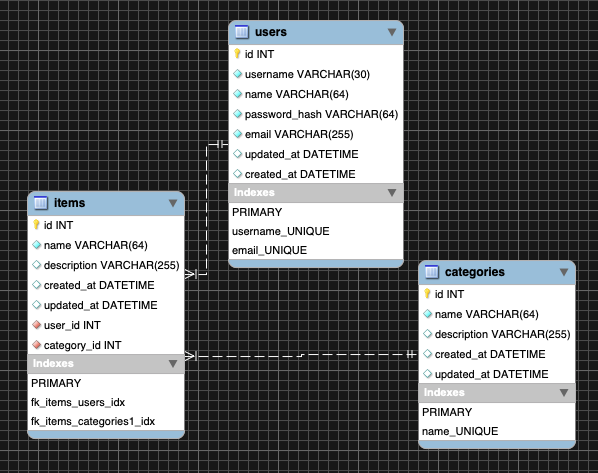 users
id INT
username VARCHAR(30)
name VARCHAR(64)
password_hash VARCHAR(64)
email VARCHAR(255)
updated_at DATETIME
created_at DATETIME
Indexes
PRIMARY
username_UNIQUE
email_UNIQUE
items
id INT
name VARCHAR(64)
description VARCHAR(255)
created_at DATETIME
updated_at DATETIME
user_id INT
category_id INT
Indexes
PRIMARY
fk_items_users_idx
fk_items_categories1_idx
categories
id INT
name VARCHAR(64)
description VARCHAR(255)
created_at DATETIME
updated_at DATETIME
Indexes
PRIMARY
name_UNIQUE